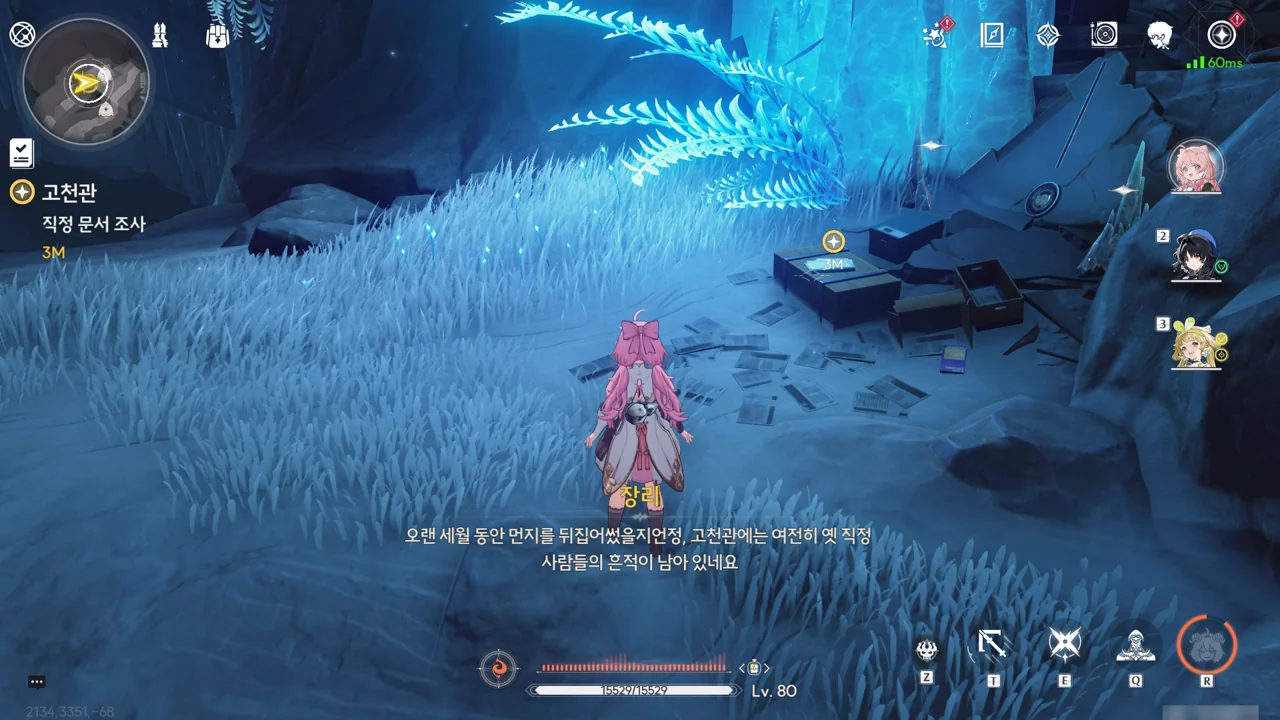 60ms
고천관
직정 문서 조사
3M
3M
2
3
장리
오랜 세월 동안 먼지를 뒤집어썼을지언정, 고천관에는 여전히 옛 직정
사람들의 흔적이 남아 있네요
15529/15529
Lv. 80
Z
T
E
Q
R
2134,3351,-68